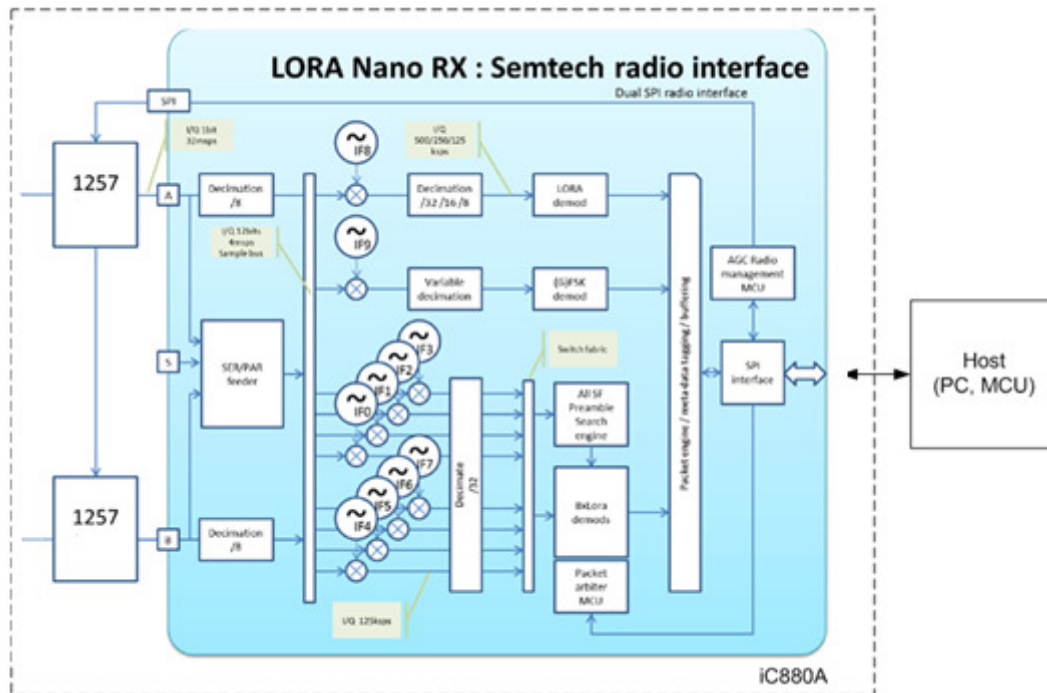 LORA Nano RX : Semtech radio interface
Dual SPI radio interface
SPI
I/Q 1bit
32msps
1257
A
Decimation
/8
IF8
I/Q
500/250/125
ksps
Decimation
/32 /16 /8
LORA
demod
I/Q 12bits
4msps
Sample bus
IF9
Variable
decimation
(G)FSK
demod
AGC Radio
management
MCU
S
SER/PAR
feeder
IF3
IF2
IF1
IF0
Switch fabric
All SF
Preamble
Search
engine
SPI
interface
Host
(PC, MCU)
Packet engine / meta data tagging / buffering
Decimate
/32
IF7
IF6
IF5
IF4
8xLora
demods
1257
B
Decimation
/8
Packet
arbiter
MCU
I/Q 125ksps
iC880A